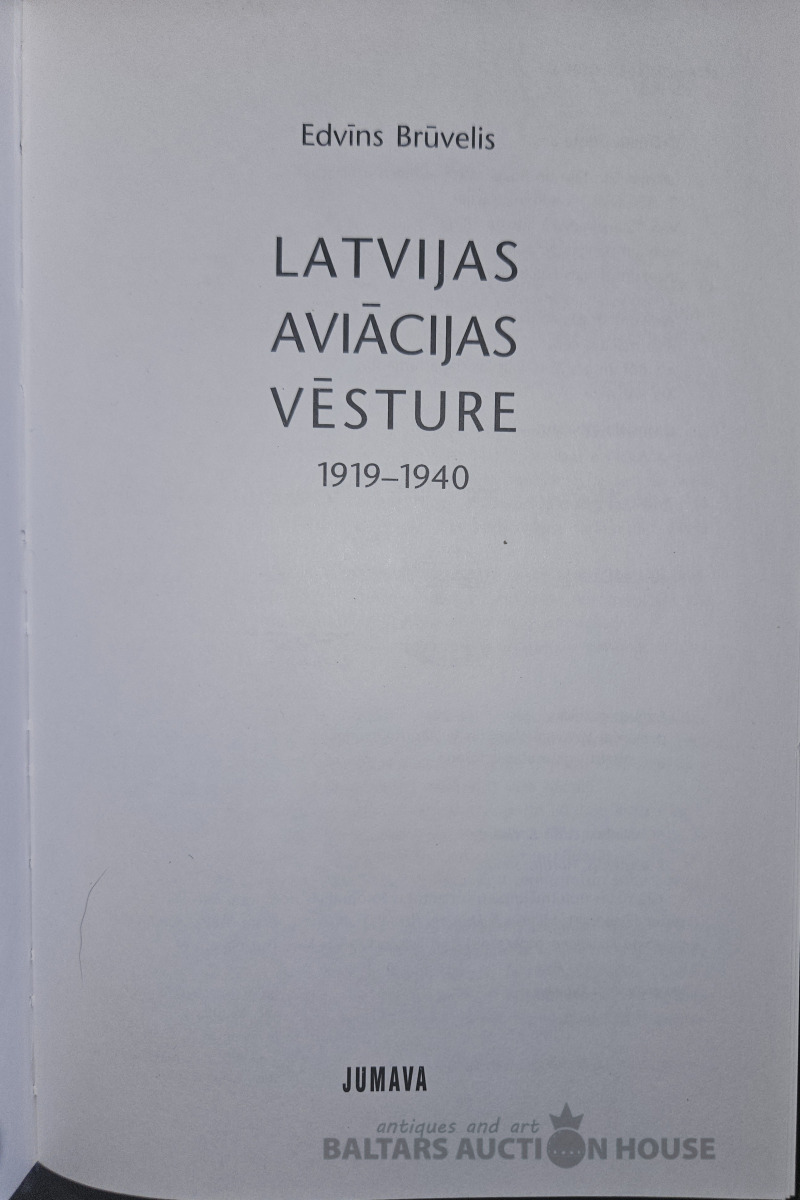 Edvīns Brūvelis
LATVIJAS
AVIĀCIJAS
VĒSTURE
1919–1940
JUMAVA
antiques and art
BALTARS AUCTION HOUSE